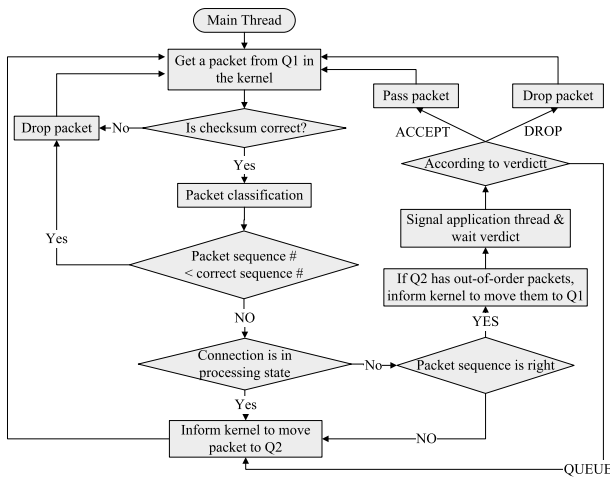 Main Thread
Get a packet from Q1 in
the kernel
Pass packet
Drop packet
Drop packet
No
Is checksum correct?
ACCEPT
DROP
According to verdictt
Yes
Packet classification
Signal application thread &
wait verdict
Yes
Packet sequence #
< correct sequence #
If Q2 has out-of-order packets,
inform kernel to move them to Q1
NO
YES
Connection is in
processing state
No
Packet sequence is right
Yes
Inform kernel to move
packet to Q2
NO
QUEUE